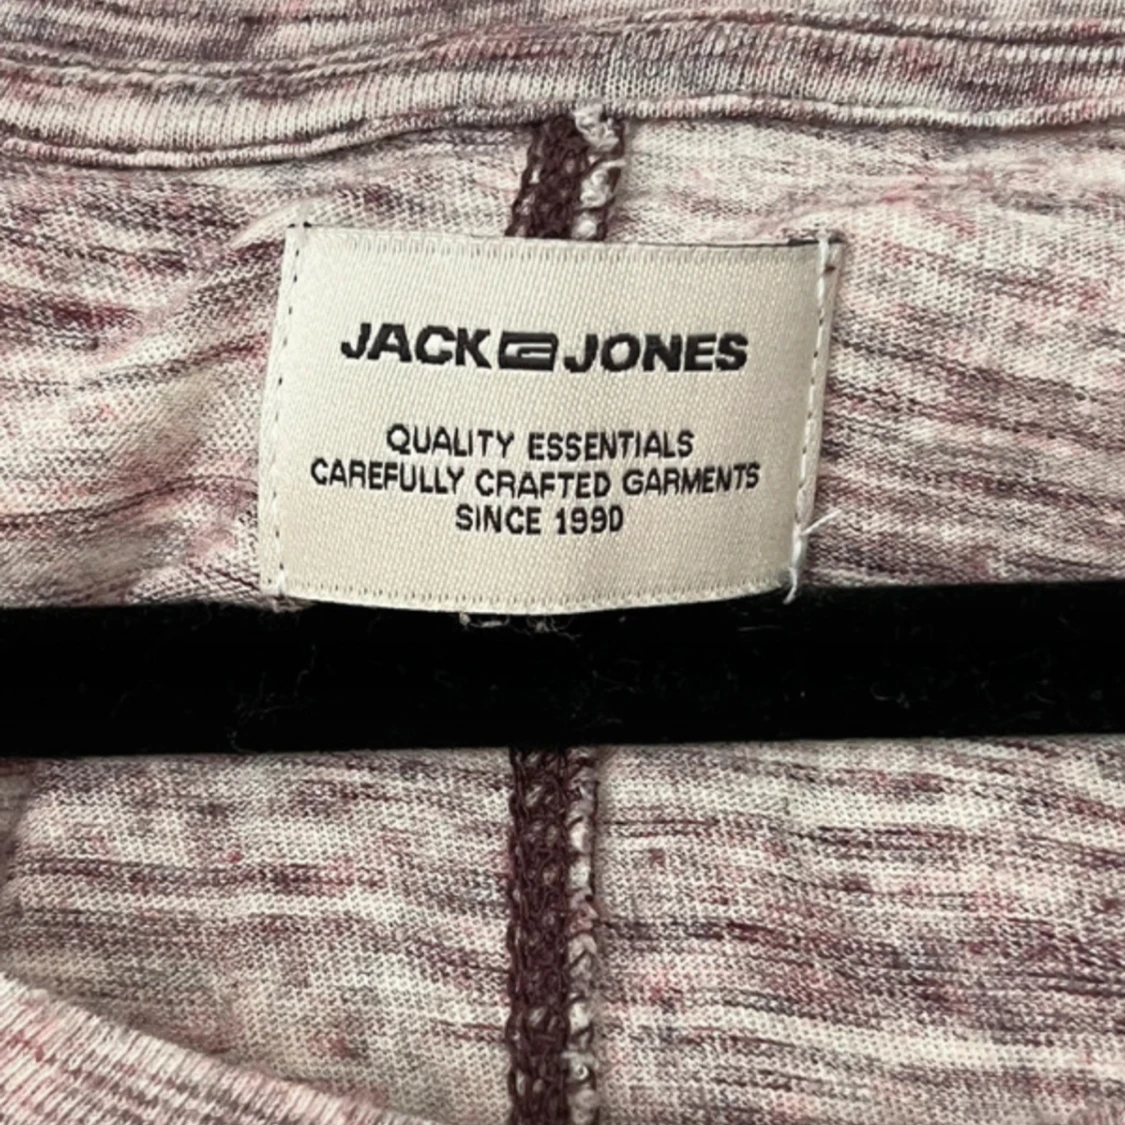 JACK JONES
QUALITY ESSENTIALS
CAREFULLY CRAFTED GARMENTS
SINCE 1990